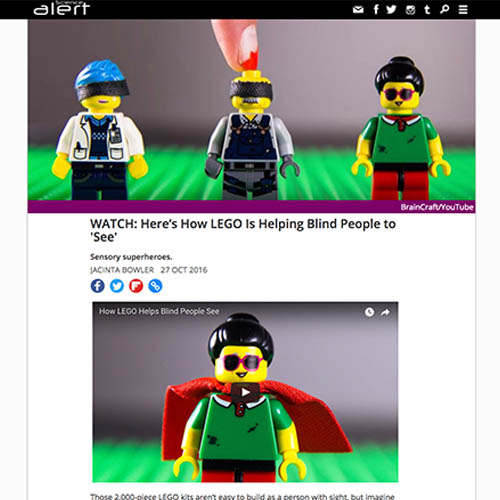 Science
alert
BrainCraft/YouTube
WATCH: Here's How LEGO Is Helping Blind People to
'See'
Sensory superheroes.
JACINTA BOWLER 27 OCT 2016
How LEGO Helps Blind People See
Those 2,000-piece LEGO kits aren't easy to build as a person with sight, but imagine